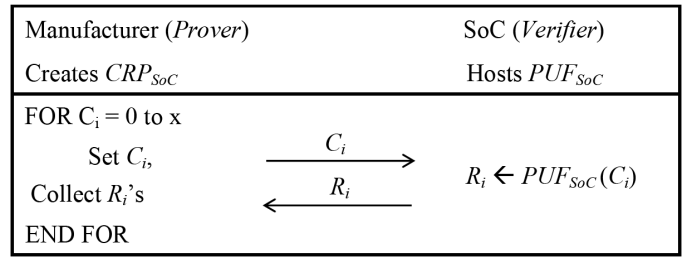 Manufacturer (Prover) SoC (Verifier)
Creates CRP_SoC Hosts PUF_SoC
FOR C_i = 0 to x
Set C_i, C_i
R_i ← PUF_SoC(C_i)
Collect R_i's R_i
END FOR